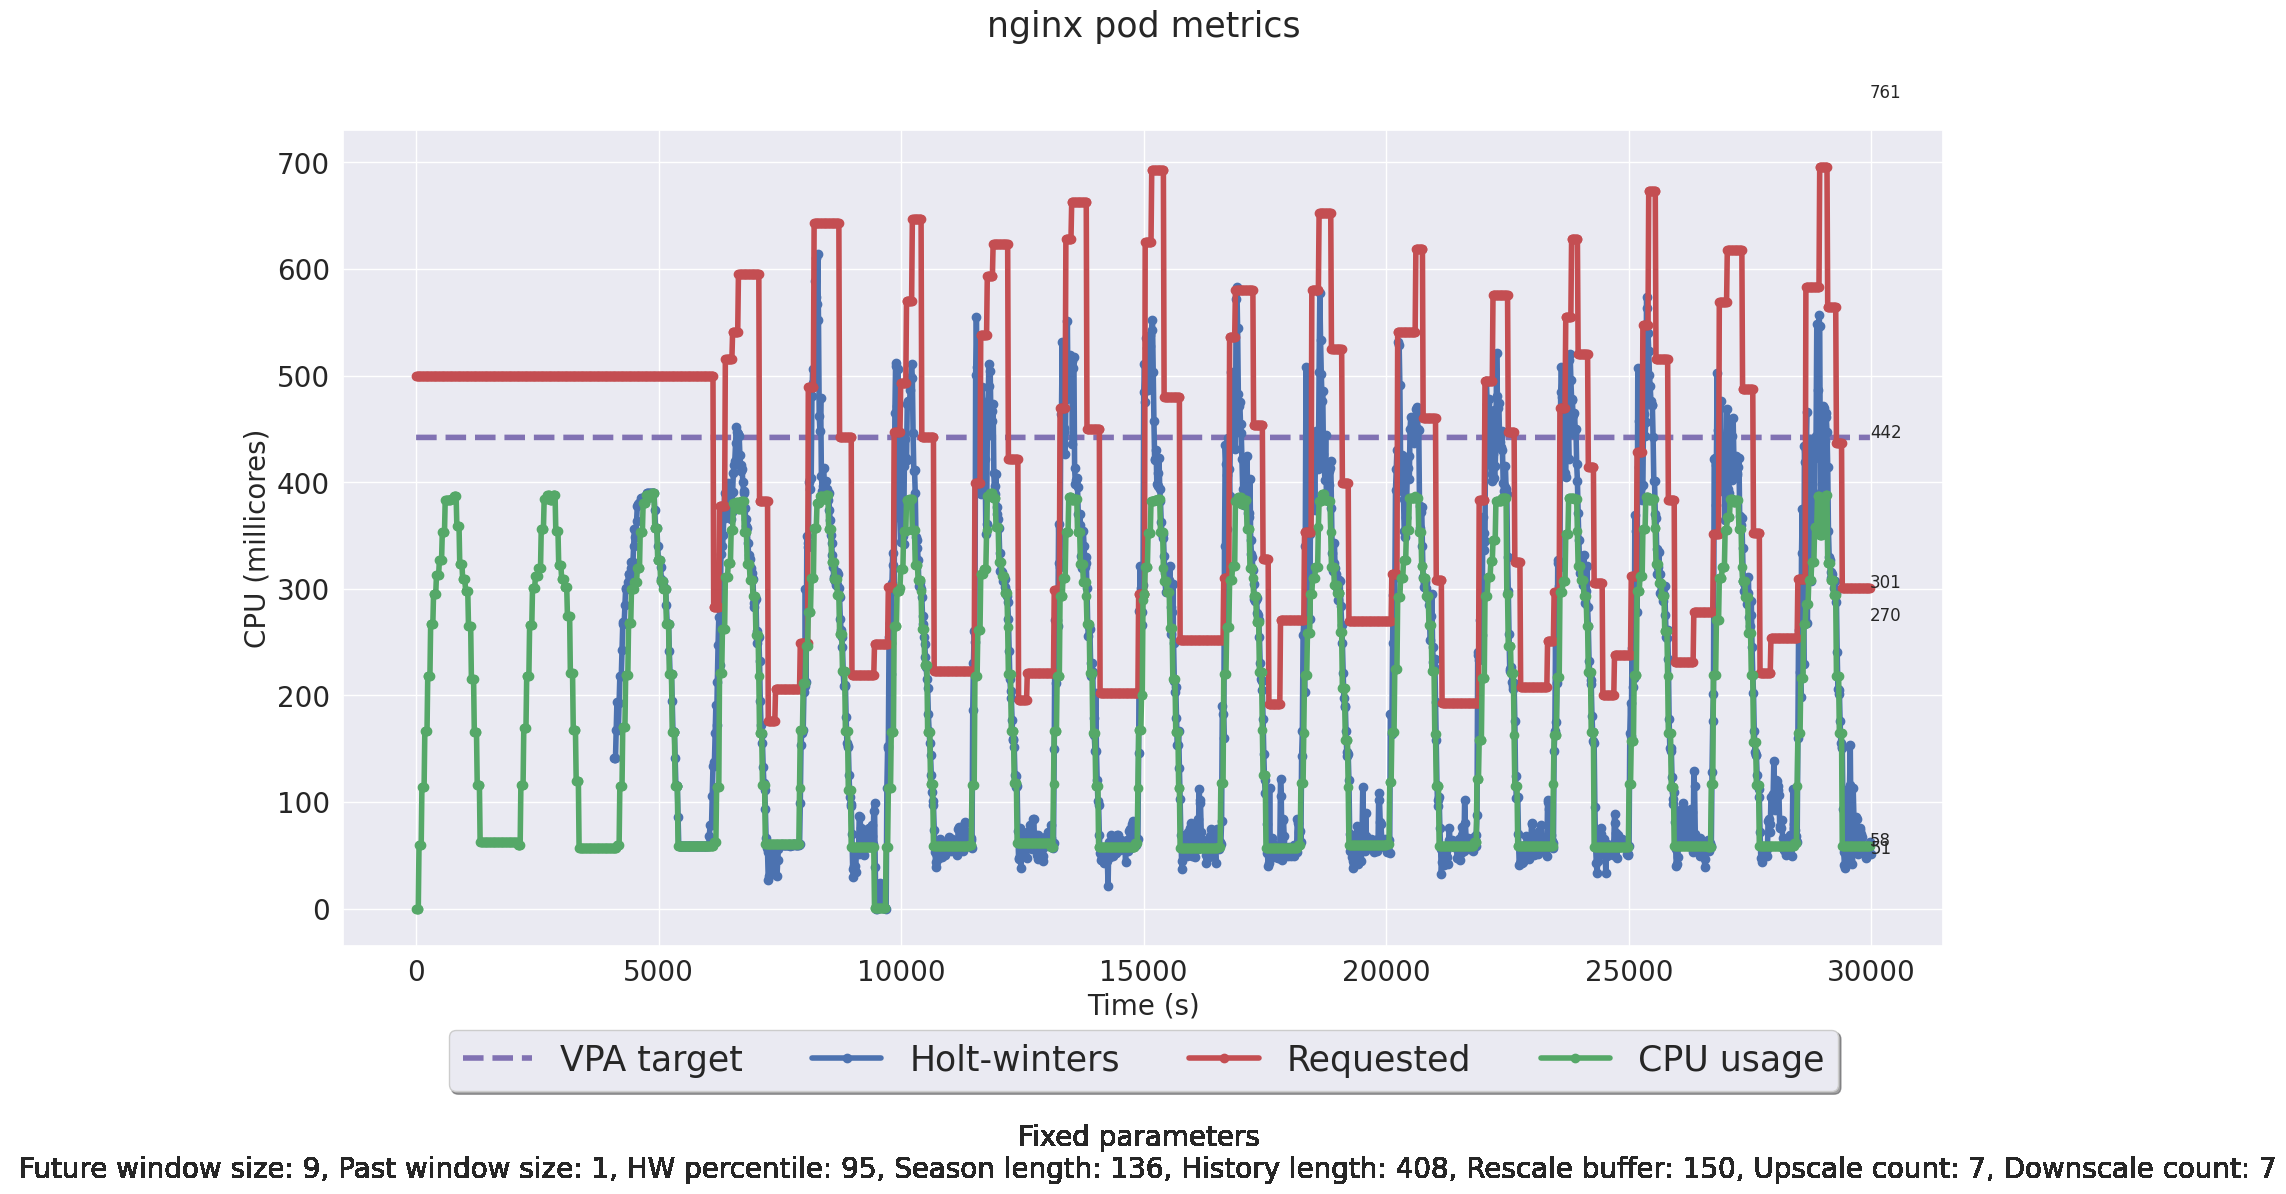 nginx pod metrics
761
700
600
500
442
400
301
300
270
200
100
58
51
0
CPU (millicores)
0 5000 10000 15000 20000 25000 30000
Time (s)
VPA target Holt-winters Requested CPU usage
Fixed parameters
Future window size: 9, Past window size: 1, HW percentile: 95, Season length: 136, History length: 408, Rescale buffer: 150, Upscale count: 7, Downscale count: 7